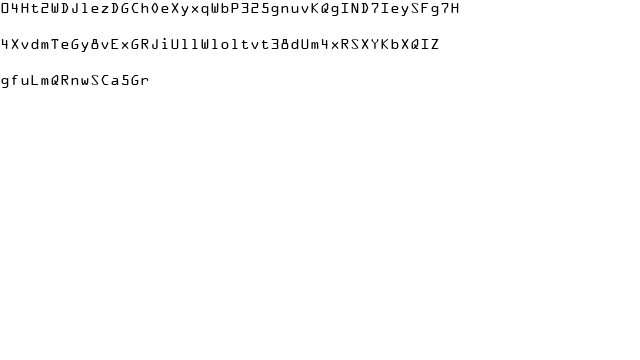 04Ht2WDJlezDGCh0eXyxqWbP325gnuvKQgIND7IeySFg7H
4XvdmTeGy8vExGRJiUllWloltvt38dUm4xRSXYKbXQIZ
gfuLmQRnwSCa5Gr